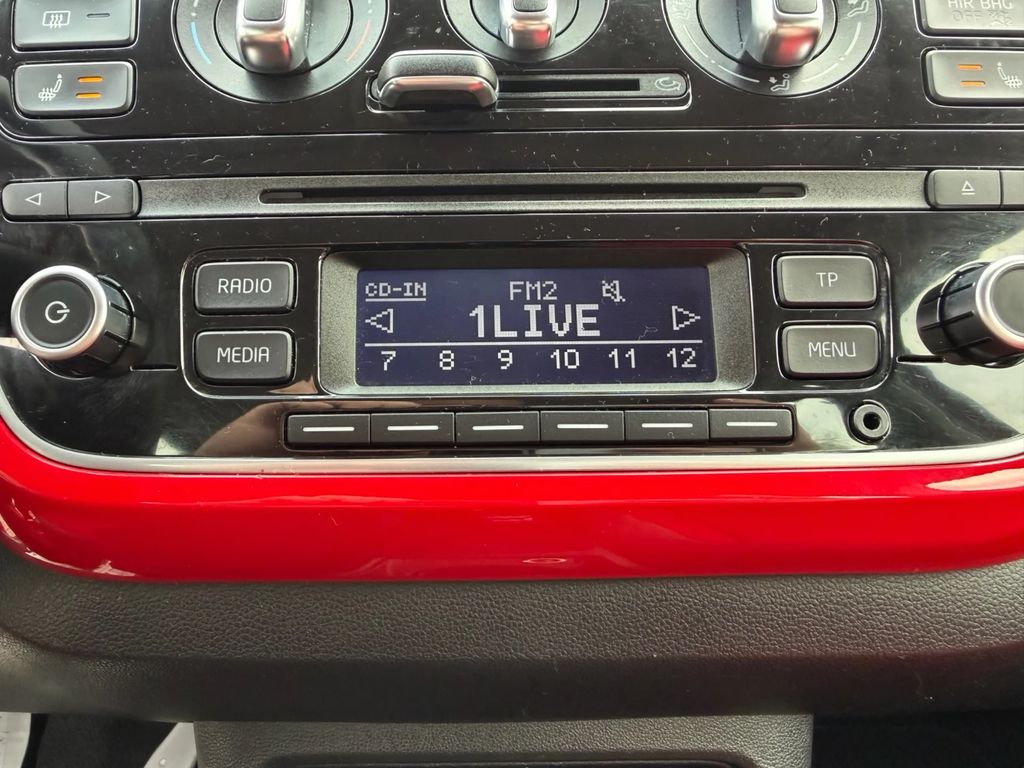 AIR BAG
OFF
RADIO
CD-IN
FM2
TP
1LIVE
MEDIA
7 8 9 10 11 12
MENU